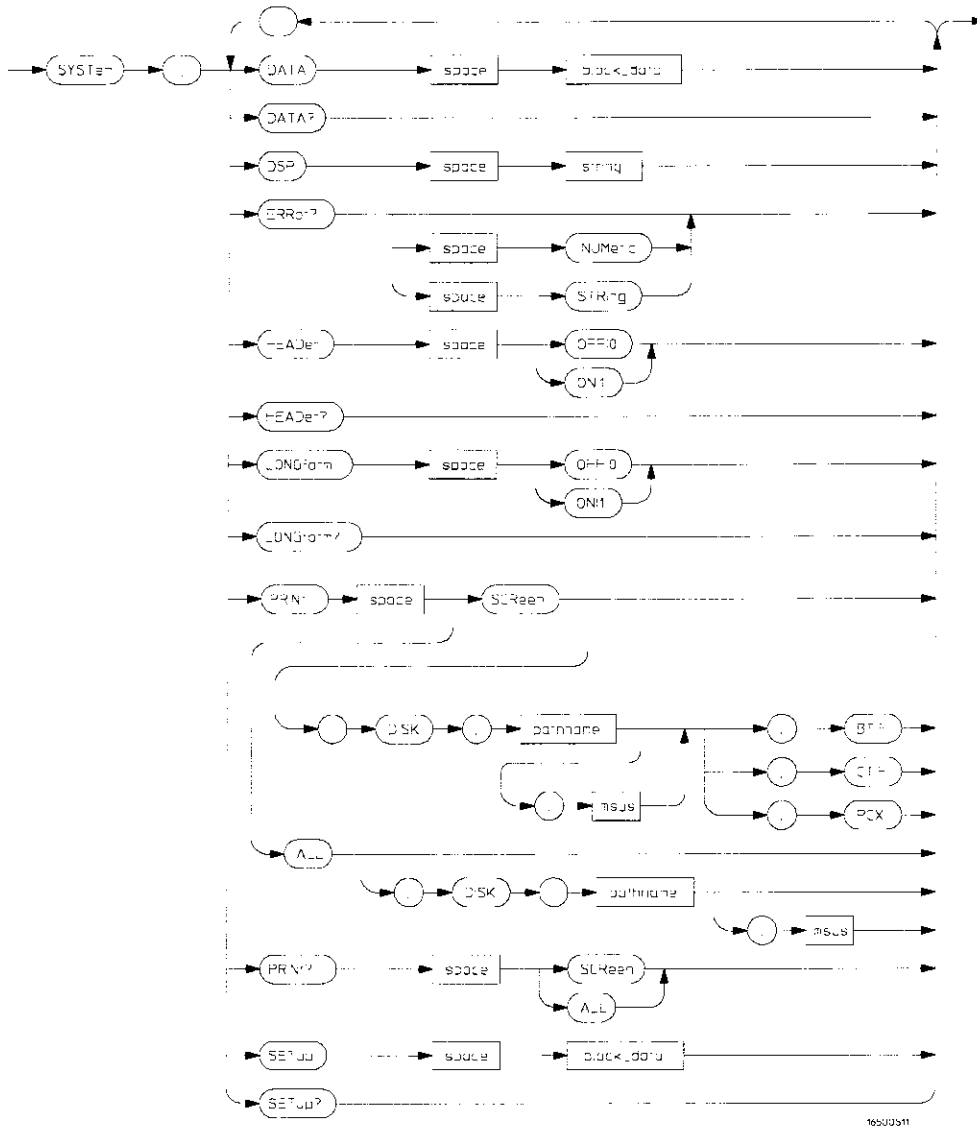 SYSTem
DATA space block_data
DATA?
DSP space string
ERRor? space NUMeric
space STRing
HEADer space OFF|0
ON|1
HEADer?
LONGform space OFF|0
ON|1
LONGform?
PRINt space SCReen
, DISK , pathname , BTIF
, msus , CTIF
, PCX
ALL
, DISK , pathname
, msus
PRINt? space SCReen
ALL
SETup space block_data
SETup?
16500S11